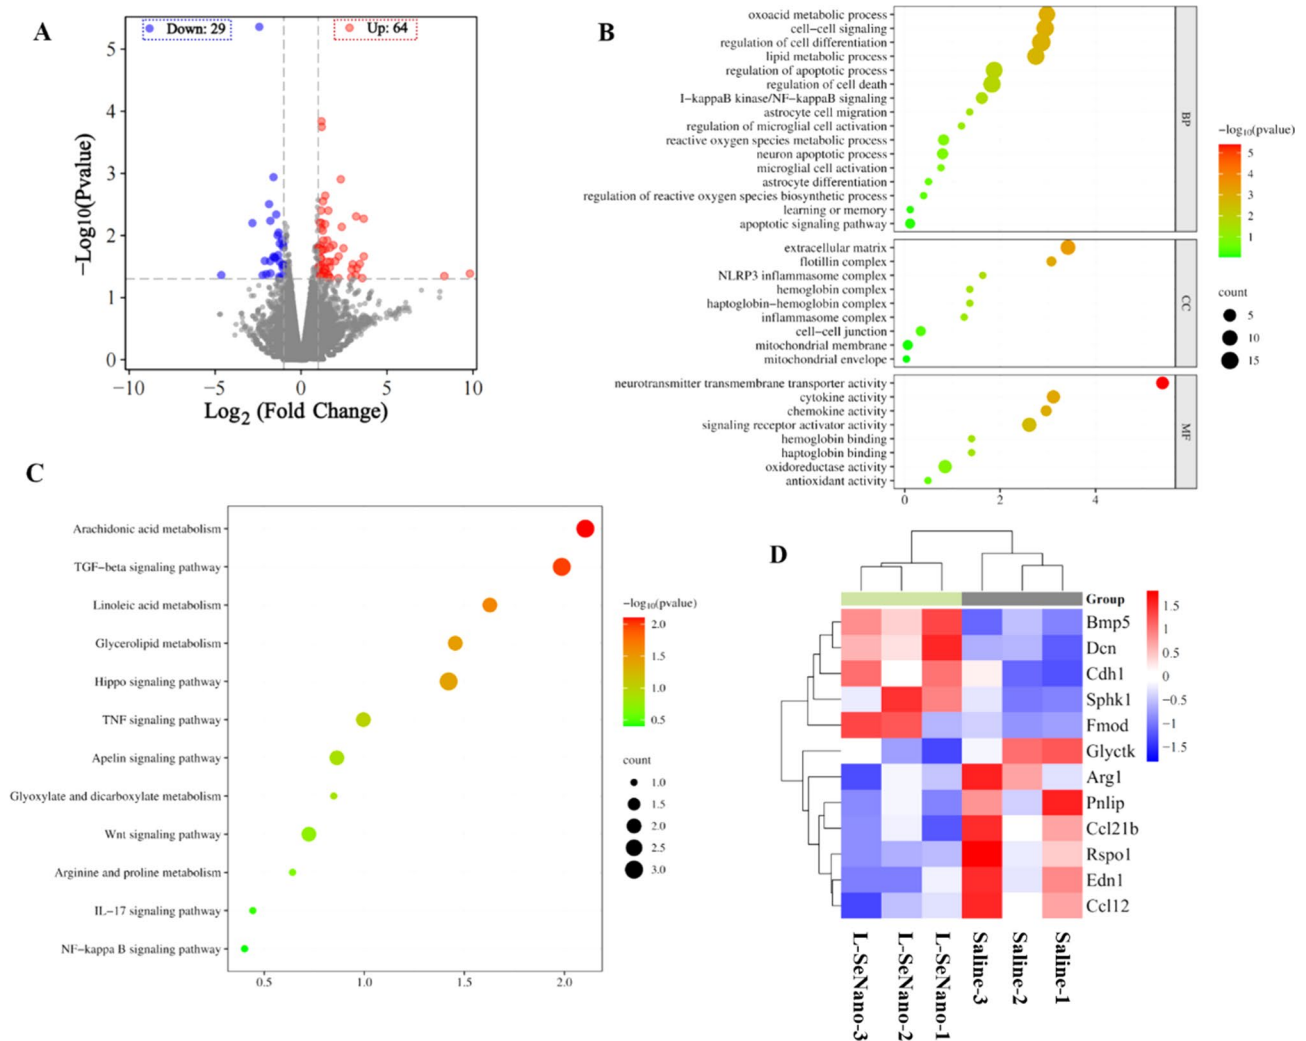 A
Down: 29
Up: 64
5
4
3
2
1
0
−10
−5
0
5
10
−Log10(Pvalue)
Log2 (Fold Change)
B
oxoacid metabolic process
cell−cell signaling
regulation of cell differentiation
lipid metabolic process
regulation of apoptotic process
regulation of cell death
I−kappaB kinase/NF−kappaB signaling
astrocyte cell migration
regulation of microglial cell activation
reactive oxygen species metabolic process
neuron apoptotic process
microglial cell activation
astrocyte differentiation
regulation of reactive oxygen species biosynthetic process
learning or memory
apoptotic signaling pathway
BP
extracellular matrix
flotillin complex
NLRP3 inflammasome complex
hemoglobin complex
haptoglobin−hemoglobin complex
inflammasome complex
cell−cell junction
mitochondrial membrane
mitochondrial envelope
CC
neurotransmitter transmembrane transporter activity
cytokine activity
chemokine activity
signaling receptor activator activity
hemoglobin binding
haptoglobin binding
oxidoreductase activity
antioxidant activity
MF
0
2
4
−log10(pvalue)
5
4
3
2
1
count
5
10
15
C
Arachidonic acid metabolism
TGF−beta signaling pathway
Linoleic acid metabolism
Glycerolipid metabolism
Hippo signaling pathway
TNF signaling pathway
Apelin signaling pathway
Glyoxylate and dicarboxylate metabolism
Wnt signaling pathway
Arginine and proline metabolism
IL−17 signaling pathway
NF−kappa B signaling pathway
0.5
1.0
1.5
2.0
−log10(pvalue)
2.0
1.5
1.0
0.5
count
1.0
1.5
2.0
2.5
3.0
D
Group
Bmp5
Dcn
Cdh1
Sphk1
Fmod
Glyctk
Arg1
Pnlip
Ccl21b
Rspo1
Edn1
Ccl12
1.5
1
0.5
0
−0.5
−1
−1.5
L-SeNano-3
L-SeNano-2
L-SeNano-1
Saline-3
Saline-2
Saline-1